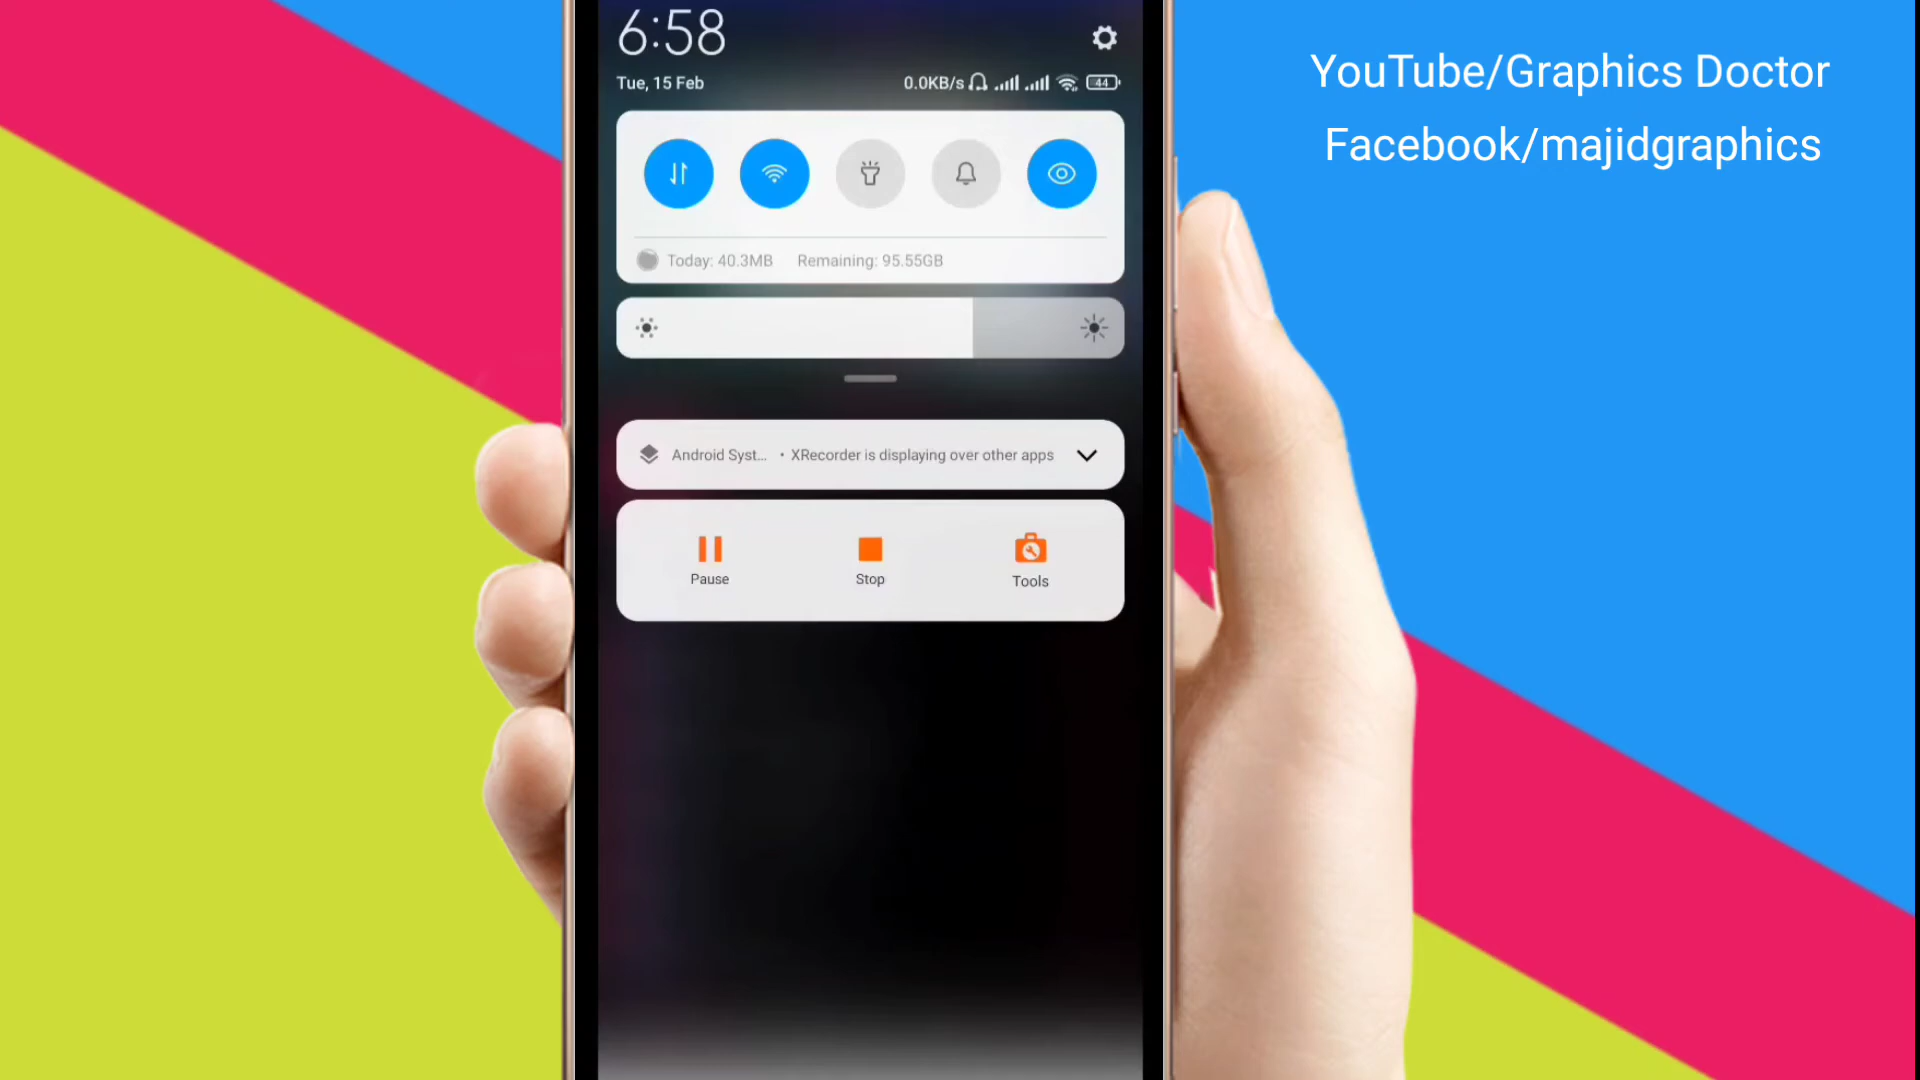 6:58
Tue, 15 Feb
0.0KB/s
44
Today: 40.3MB Remaining: 95.55GB
Android Syst... • XRecorder is displaying over other apps
Pause
Stop
Tools
YouTube/Graphics Doctor
Facebook/majidgraphics